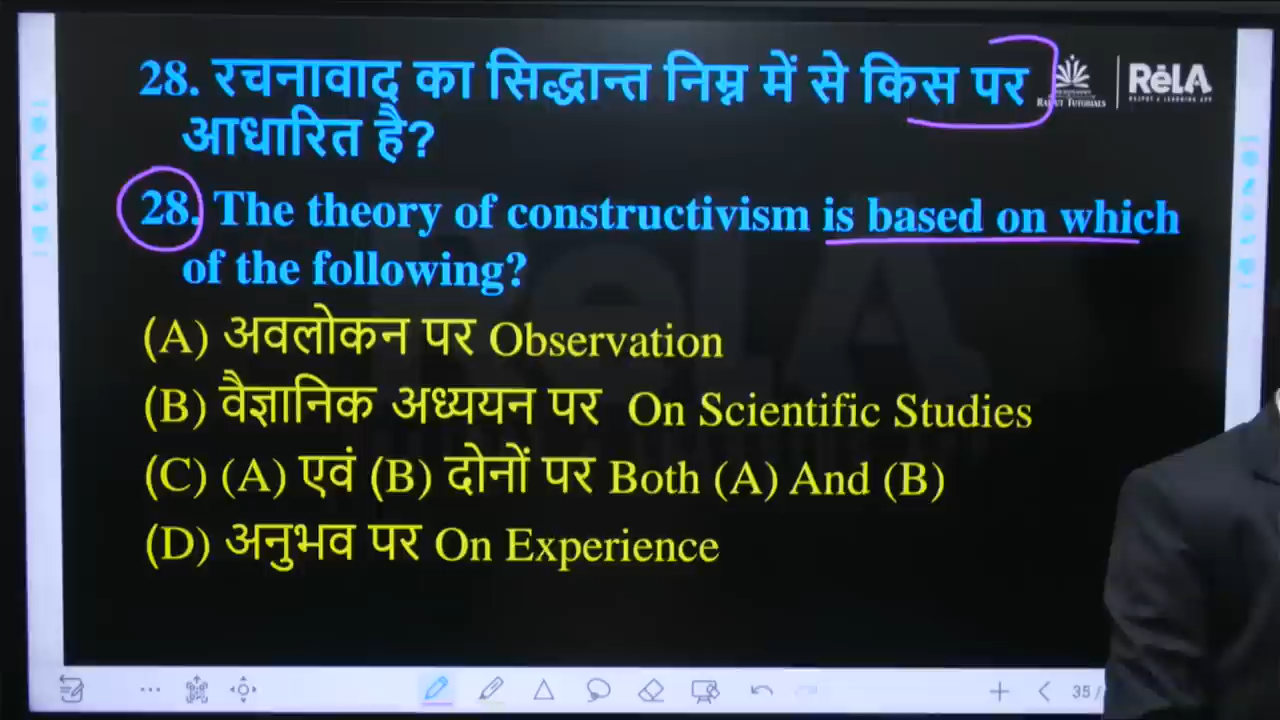 28. रचनावाद का सिद्धान्त निम्न में से किस पर
आधारित है?
28. The theory of constructivism is based on which
of the following?
(A) अवलोकन पर Observation
(B) वैज्ञानिक अध्ययन पर On Scientific Studies
(C) (A) एवं (B) दोनों पर Both (A) And (B)
(D) अनुभव पर On Experience
RELA
35 /